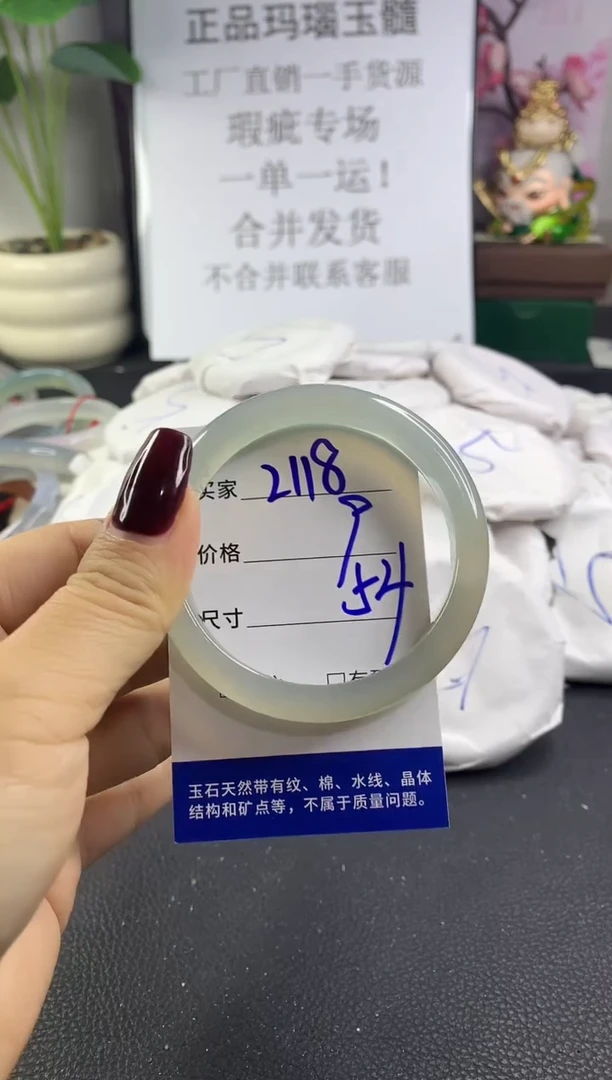 正品玛瑙玉髓
工厂直销一手货源
瑕疵专场
一单一运！
合并发货
不合并联系客服
买家 2118
价格 9
尺寸 54
玉石天然带有纹、棉、水线、晶体
结构和矿点等，不属于质量问题。